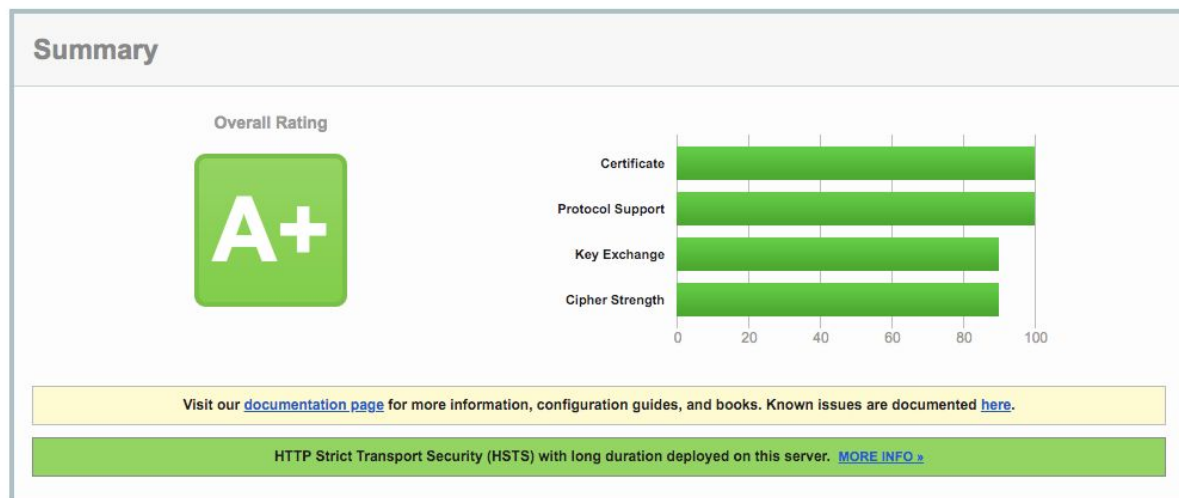 Summary
Overall Rating
A+
Certificate
Protocol Support
Key Exchange
Cipher Strength
0 20 40 60 80 100
Visit our documentation page for more information, configuration guides, and books. Known issues are documented here.
HTTP Strict Transport Security (HSTS) with long duration deployed on this server. MORE INFO »